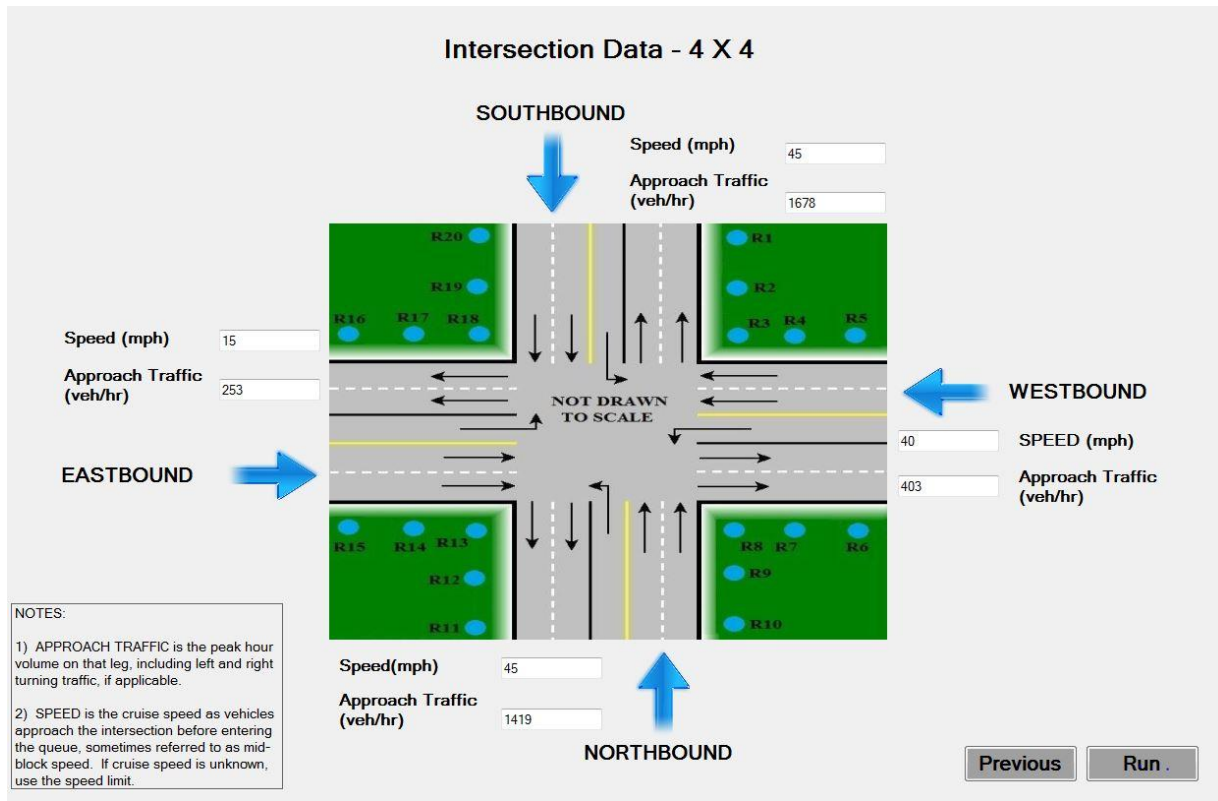 Intersection Data - 4 X 4
SOUTHBOUND
Speed (mph)
45
Approach Traffic
(veh/hr)
1678
R20
R1
R19
R2
R16
R17
R18
R3
R4
R5
Speed (mph)
15
Approach Traffic
(veh/hr)
253
NOT DRAWN
TO SCALE
WESTBOUND
40
SPEED (mph)
EASTBOUND
403
Approach Traffic
(veh/hr)
R15
R14
R13
R8
R7
R6
R12
R9
R11
R10
NOTES:
1) APPROACH TRAFFIC is the peak hour
volume on that leg, including left and right
turning traffic, if applicable.
2) SPEED is the cruise speed as vehicles
approach the intersection before entering
the queue, sometimes referred to as mid-
block speed. If cruise speed is unknown,
use the speed limit.
Speed(mph)
45
Approach Traffic
(veh/hr)
1419
NORTHBOUND
Previous
Run .